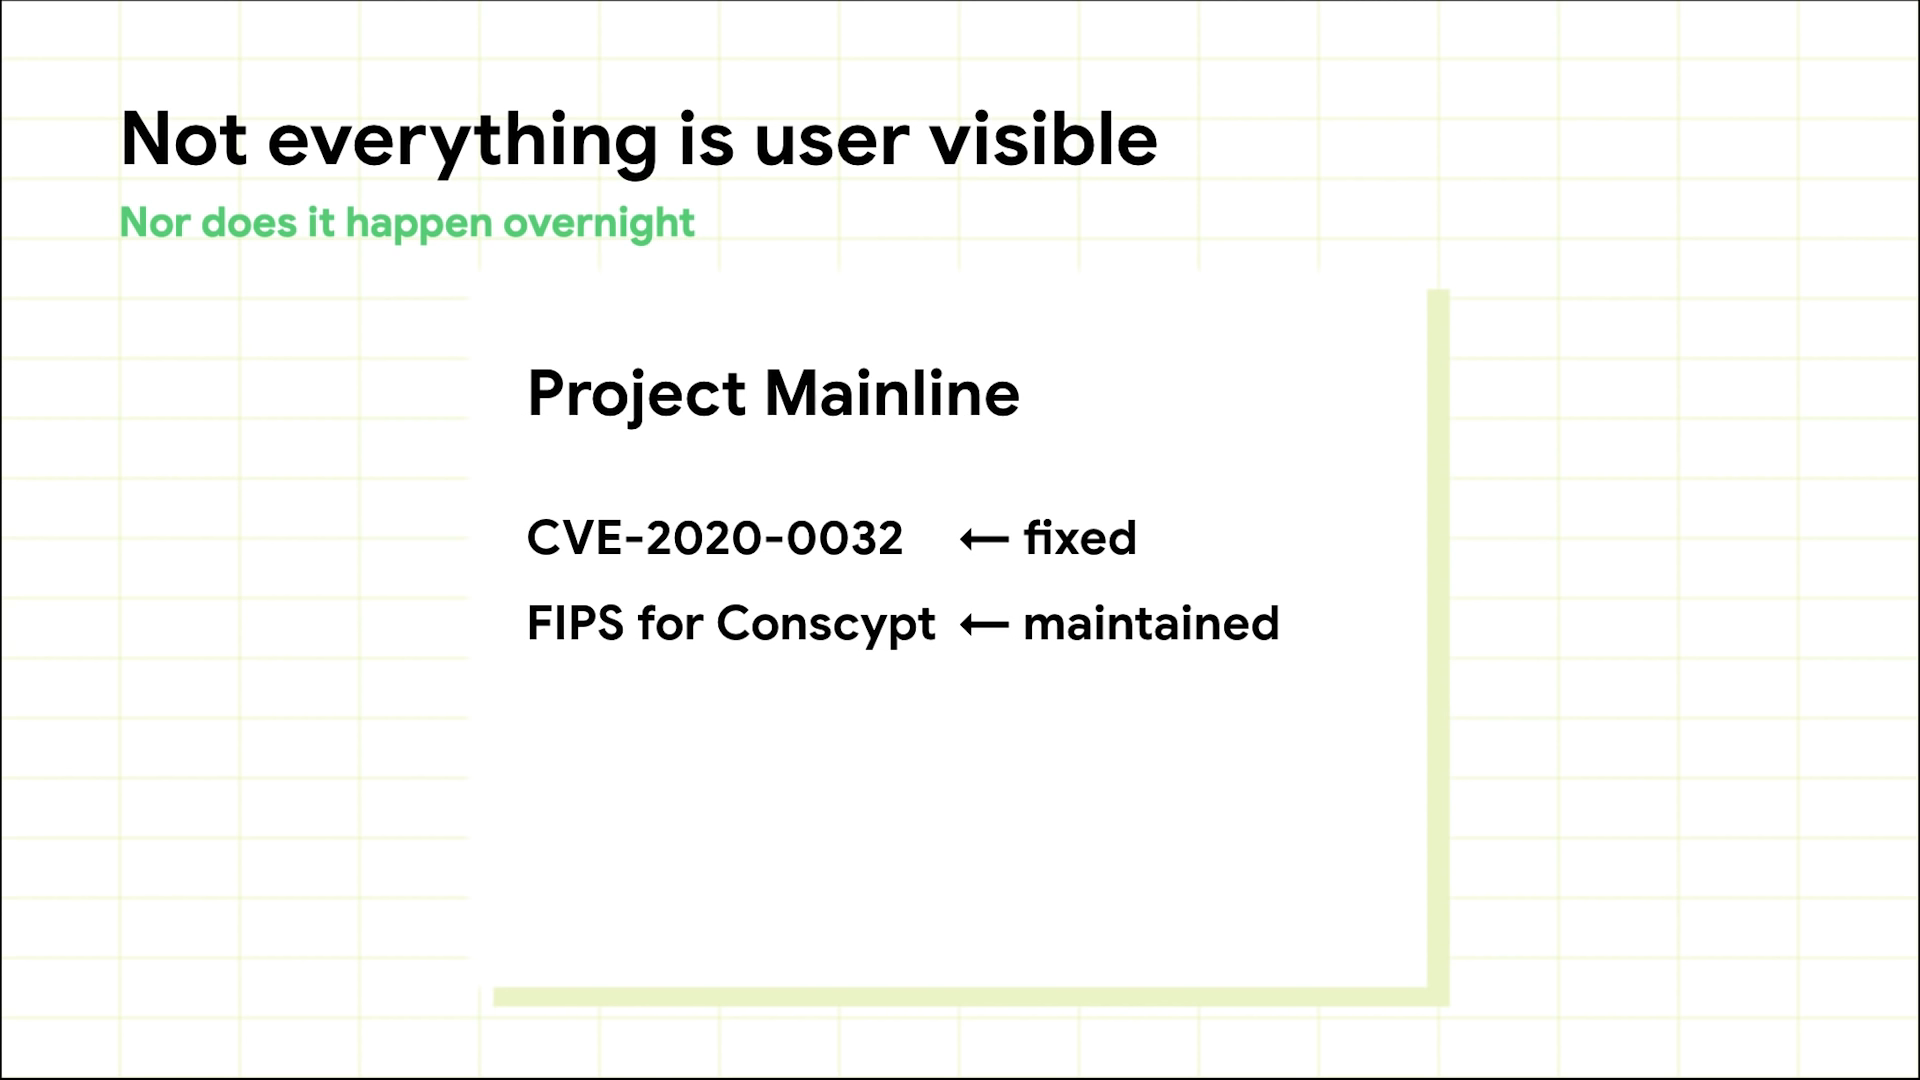 Not everything is user visible
Nor does it happen overnight
Project Mainline
CVE-2020-0032 ← fixed
FIPS for Conscypt ← maintained